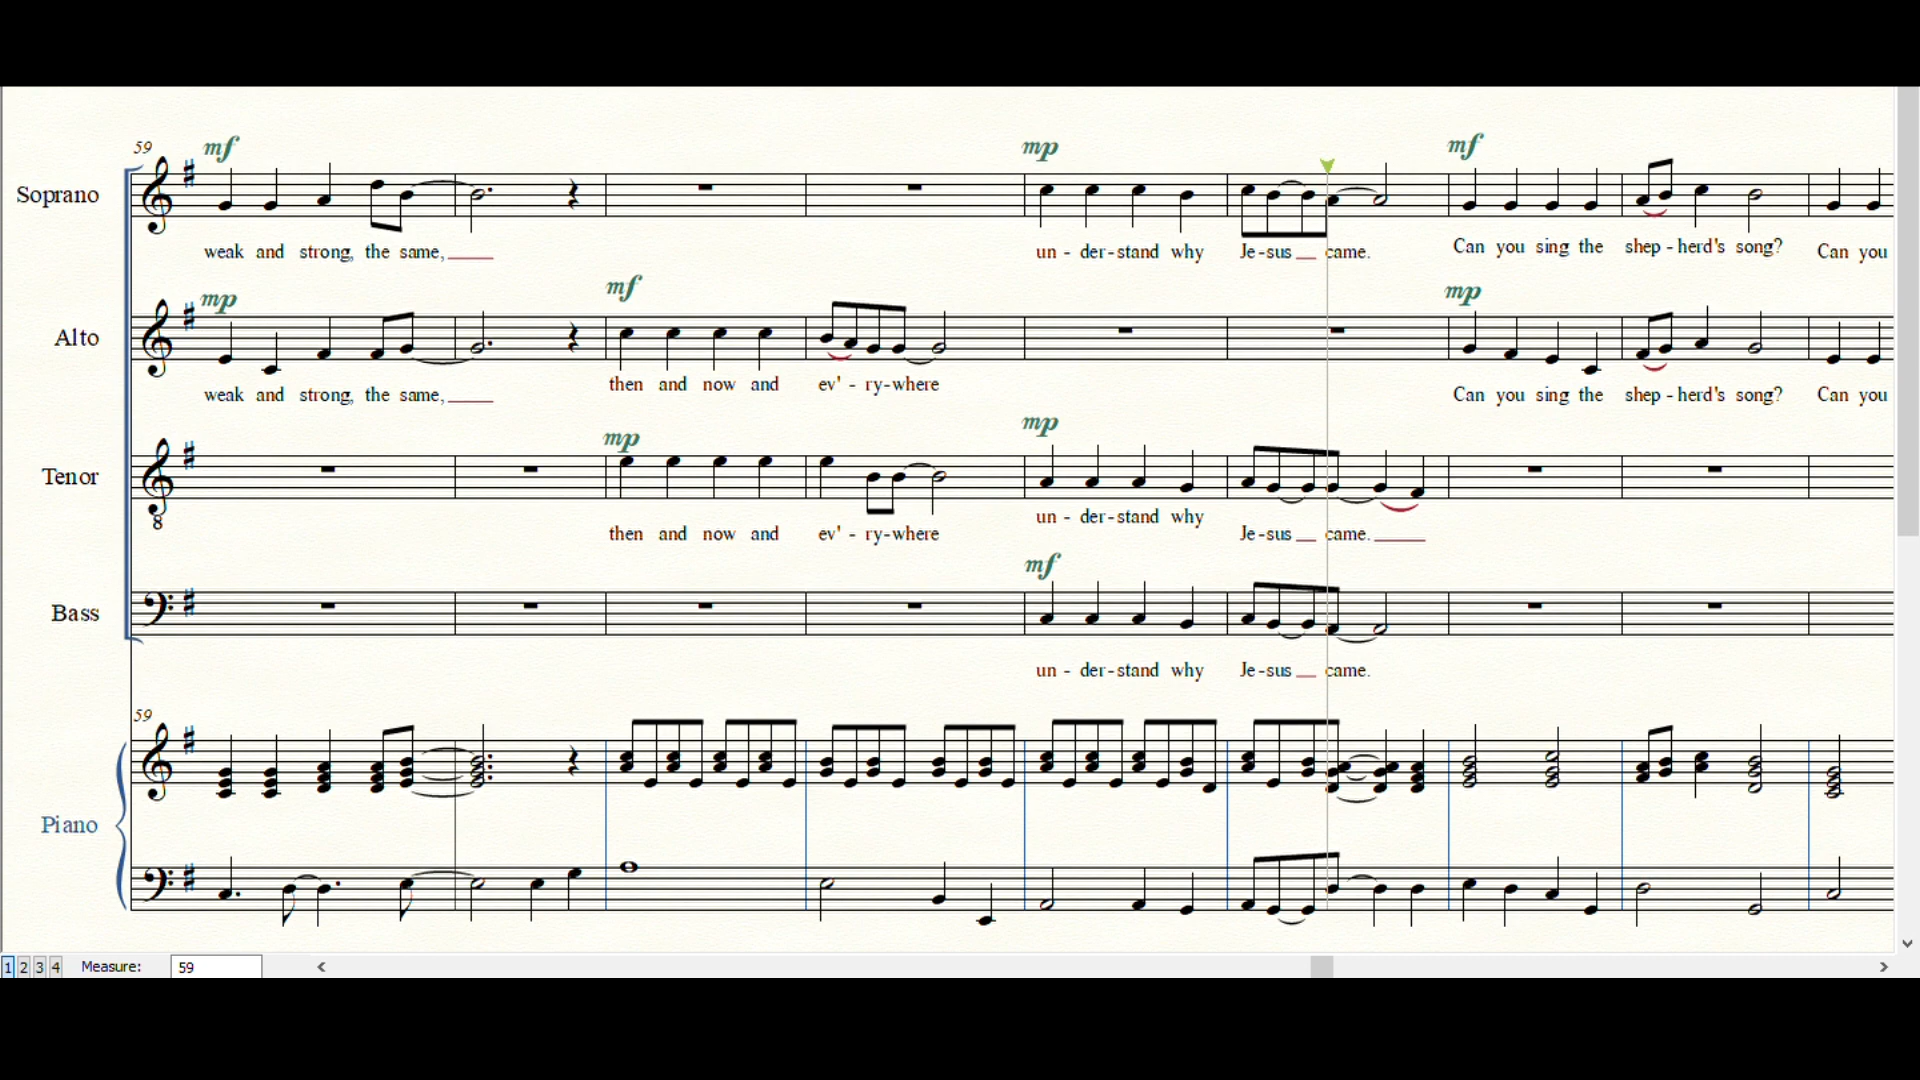 59 mf mp mf
Soprano
weak and strong, the same, un - der - stand why Je - sus came. Can you sing the shep - herd's song? Can you
mp mf mp
Alto
weak and strong, the same, then and now and ev' - ry - where Can you sing the shep - herd's song? Can you
mp mp
Tenor
8
un - der - stand why
then and now and ev' - ry - where Je - sus came.
mf
Bass
un - der - stand why Je - sus came.
59
Piano
1 2 3 4 Measure: 59